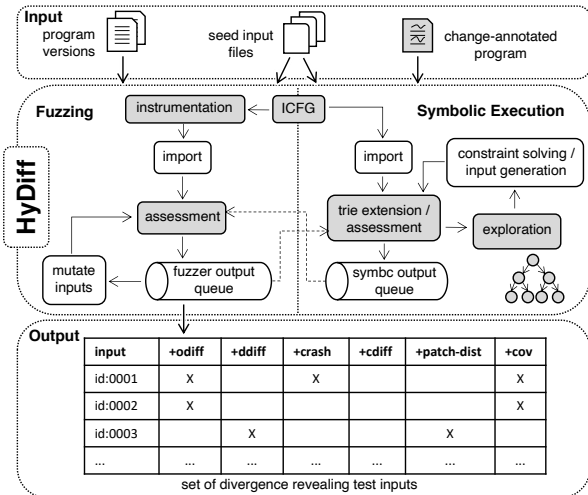 Input
program
versions
seed input
files
change-annotated
program
Fuzzing
instrumentation
ICFG
Symbolic Execution
HyDiff
import
import
constraint solving /
input generation
assessment
trie extension /
assessment
exploration
mutate
inputs
fuzzer output
queue
symbc output
queue
Output
input +odiff +ddiff +crash +cdiff +patch-dist +cov
id:0001 X X X
id:0002 X X
id:0003 X X
... ... ... ... ... ... ...
set of divergence revealing test inputs